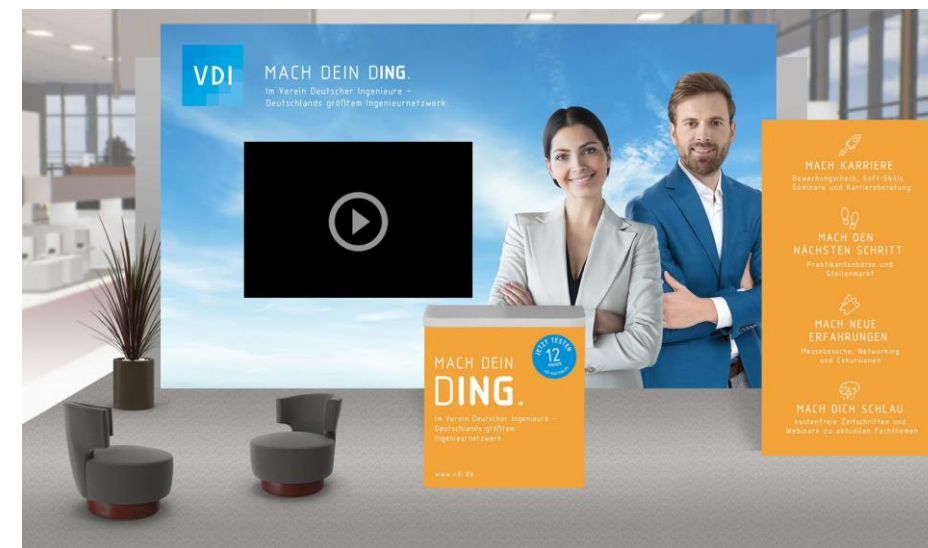 VDI
MACH DEIN DING.
Im Verein Deutscher Ingenieure –
Deutschlands größtem Ingenieurnetzwerk.
MACH DEIN
DING.
Im Verein Deutscher Ingenieure –
Deutschlands größtem
Ingenieurnetzwerk
www.vdi.de
JETZT TESTEN
12
MACH KARRIERE
Bewerbungscheck, Soft-Skills
Seminare und Karriereberatung
MACH DEN
NÄCHSTEN SCHRITT
Praktikantenbörse und
Stellenmarkt
MACH NEUE
ERFAHRUNGEN
Messebesuche, Networking
und Exkursionen
MACH DICH SCHLAU
kostenfreie Zeitschriften und
Webinare zu aktuellen Fachthemen